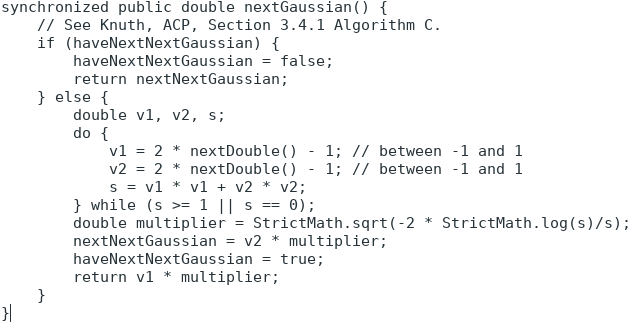 synchronized public double nextGaussian() {
    // See Knuth, ACP, Section 3.4.1 Algorithm C.
    if (haveNextNextGaussian) {
        haveNextNextGaussian = false;
        return nextNextGaussian;
    } else {
        double v1, v2, s;
        do {
            v1 = 2 * nextDouble() - 1; // between -1 and 1
            v2 = 2 * nextDouble() - 1; // between -1 and 1
            s = v1 * v1 + v2 * v2;
        } while (s >= 1 || s == 0);
        double multiplier = StrictMath.sqrt(-2 * StrictMath.log(s)/s);
        nextNextGaussian = v2 * multiplier;
        haveNextNextGaussian = true;
        return v1 * multiplier;
    }
}